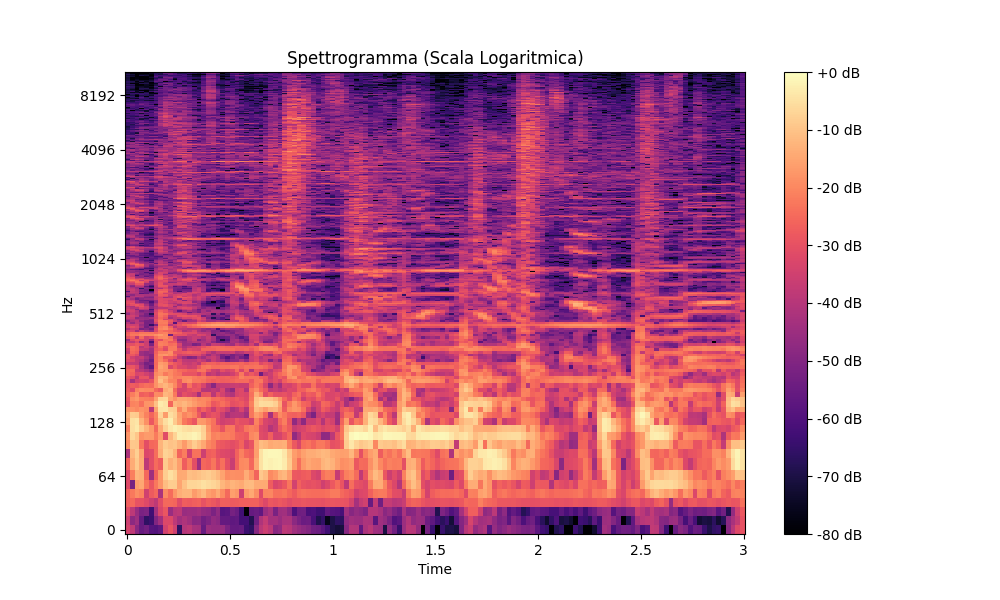 Spettrogramma (Scala Logaritmica)
Hz
8192
4096
2048
1024
512
256
128
64
0
0
0.5
1
1.5
2
2.5
3
Time
+0 dB
-10 dB
-20 dB
-30 dB
-40 dB
-50 dB
-60 dB
-70 dB
-80 dB